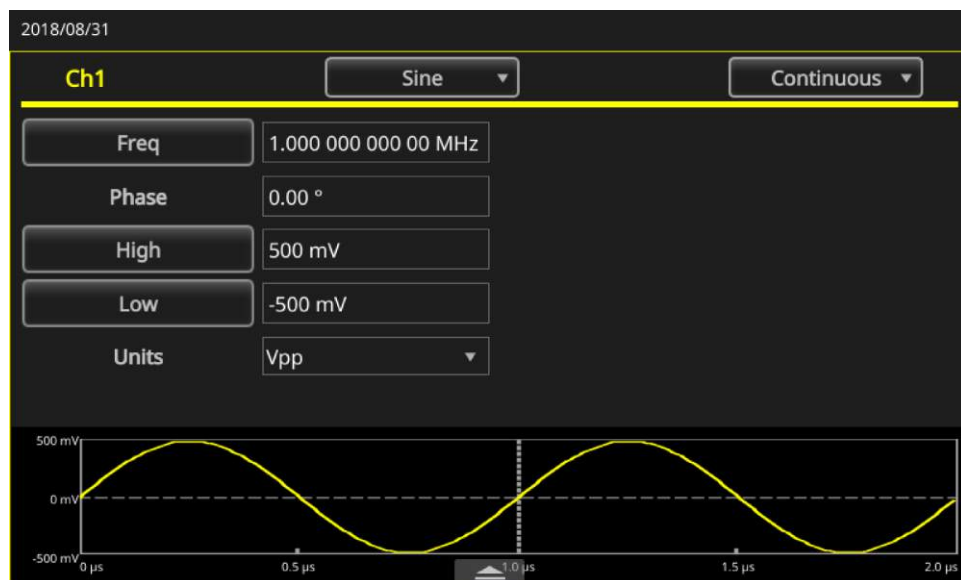 2018/08/31
Ch1 Sine Continuous
Freq 1.000 000 000 00 MHz
Phase 0.00 °
High 500 mV
Low -500 mV
Units Vpp
500 mV
0 mV
-500 mV
0 µs 0.5 µs 1.0 µs 1.5 µs 2.0 µs